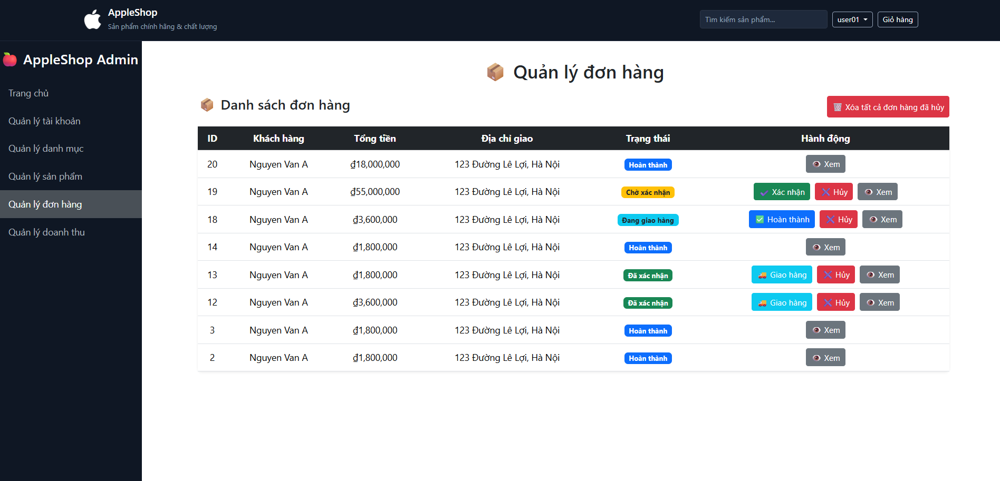 AppleShop
Sản phẩm chính hãng & chất lượng
Tìm kiếm sản phẩm...
user01
Giỏ hàng
AppleShop Admin
Trang chủ
Quản lý tài khoản
Quản lý danh mục
Quản lý sản phẩm
Quản lý đơn hàng
Quản lý doanh thu
Quản lý đơn hàng
Danh sách đơn hàng
Xóa tất cả đơn hàng đã hủy
ID Khách hàng Tổng tiền Địa chỉ giao Trạng thái Hành động
20 Nguyen Van A ₫18,000,000 123 Đường Lê Lợi, Hà Nội Hoàn thành Xem
19 Nguyen Van A ₫55,000,000 123 Đường Lê Lợi, Hà Nội Chờ xác nhận Xác nhận Hủy Xem
18 Nguyen Van A ₫3,600,000 123 Đường Lê Lợi, Hà Nội Đang giao hàng Hoàn thành Hủy Xem
14 Nguyen Van A ₫1,800,000 123 Đường Lê Lợi, Hà Nội Hoàn thành Xem
13 Nguyen Van A ₫1,800,000 123 Đường Lê Lợi, Hà Nội Đã xác nhận Giao hàng Hủy Xem
12 Nguyen Van A ₫3,600,000 123 Đường Lê Lợi, Hà Nội Đã xác nhận Giao hàng Hủy Xem
3 Nguyen Van A ₫1,800,000 123 Đường Lê Lợi, Hà Nội Hoàn thành Xem
2 Nguyen Van A ₫1,800,000 123 Đường Lê Lợi, Hà Nội Hoàn thành Xem